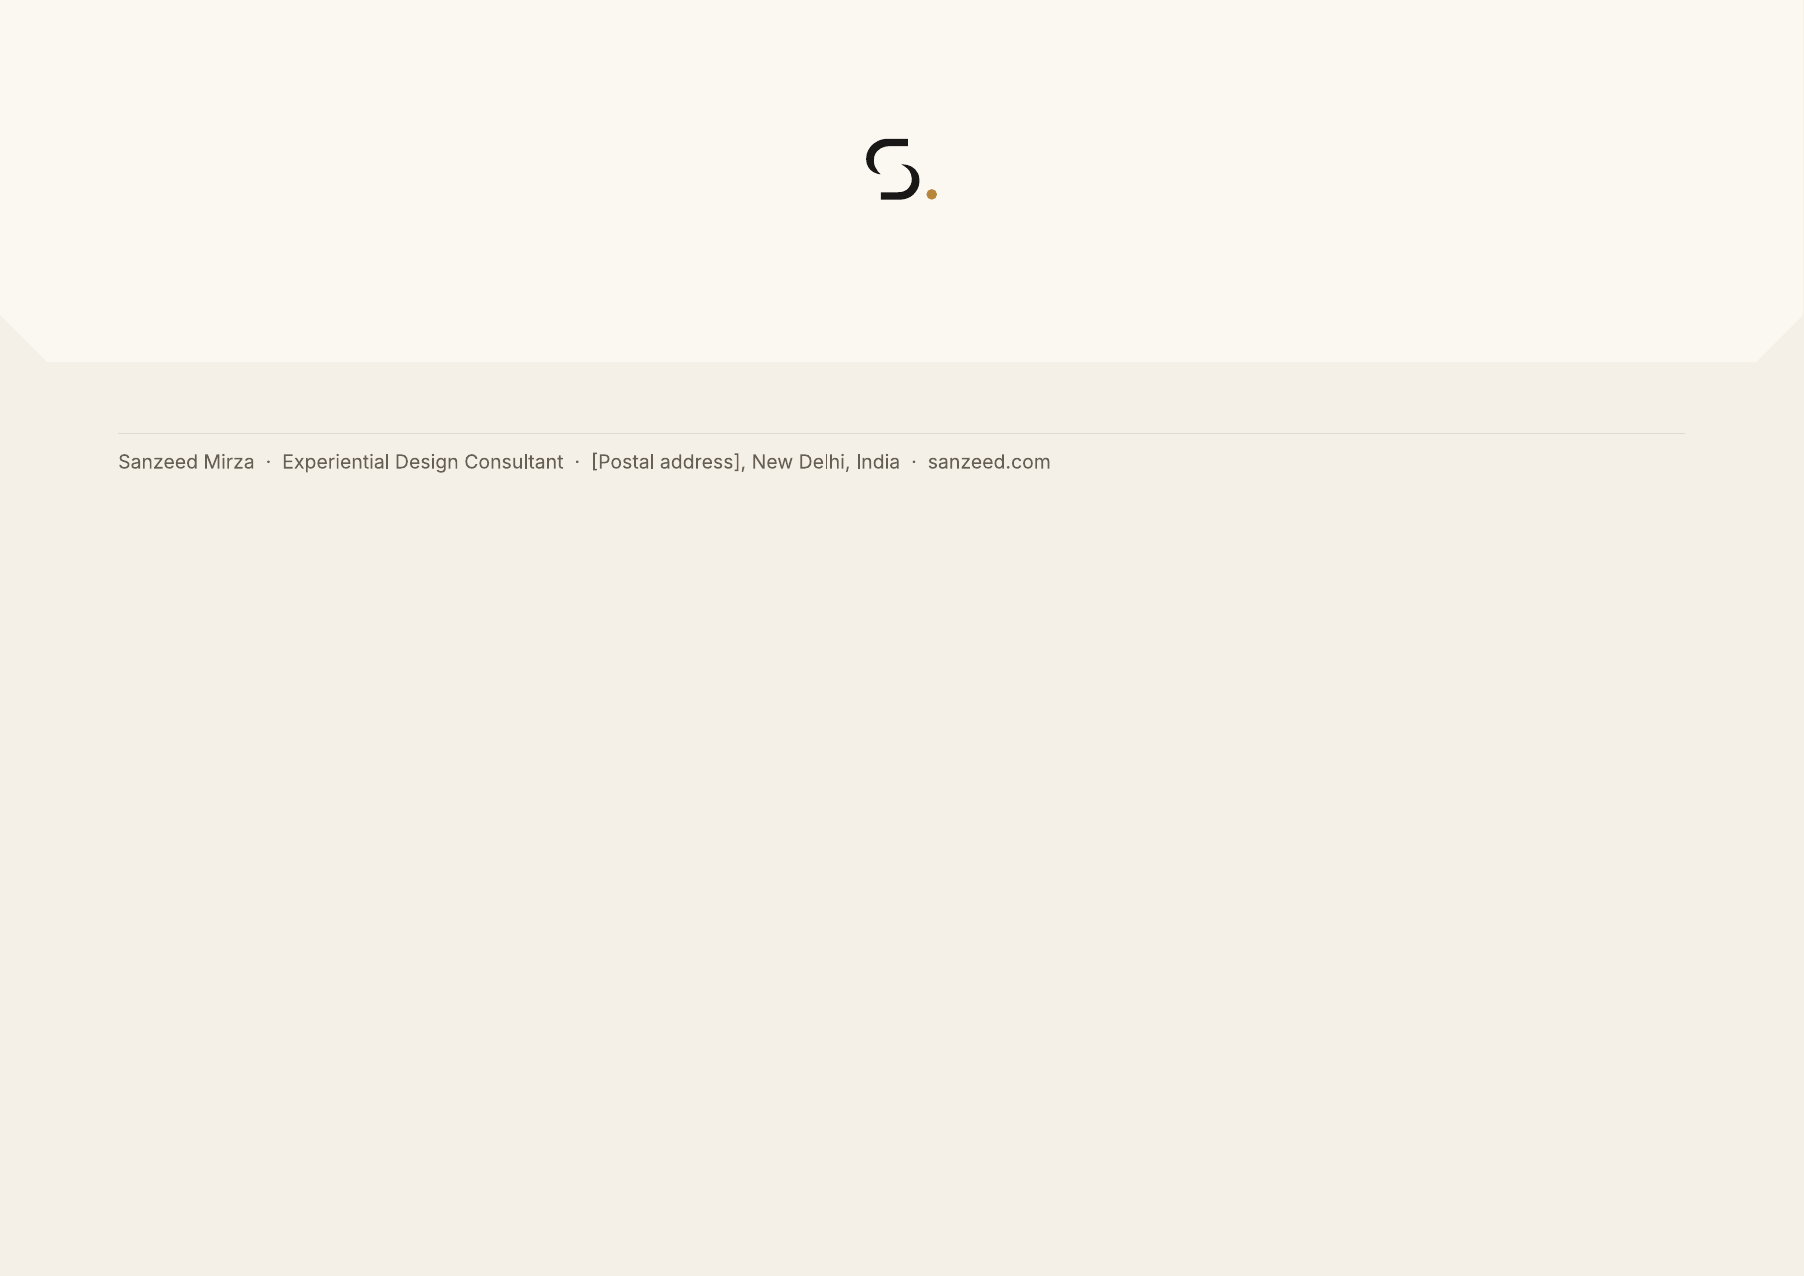 S.
Sanzeed Mirza · Experiential Design Consultant · [Postal address], New Delhi, India · sanzeed.com